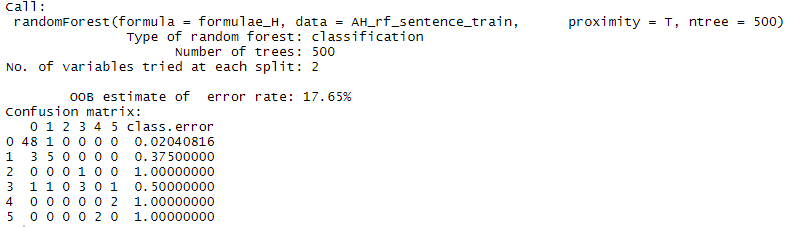 Call:
randomForest(formula = formulae_H, data = AH_rf_sentence_train, proximity = T, ntree = 500)
Type of random forest: classification
Number of trees: 500
No. of variables tried at each split: 2
OOB estimate of error rate: 17.65%
Confusion matrix:
0 1 2 3 4 5 class.error
0 48 1 0 0 0 0 0.02040816
1 3 5 0 0 0 0 0.37500000
2 0 0 0 1 0 0 1.00000000
3 1 1 0 3 0 1 0.50000000
4 0 0 0 0 0 2 1.00000000
5 0 0 0 0 2 0 1.00000000